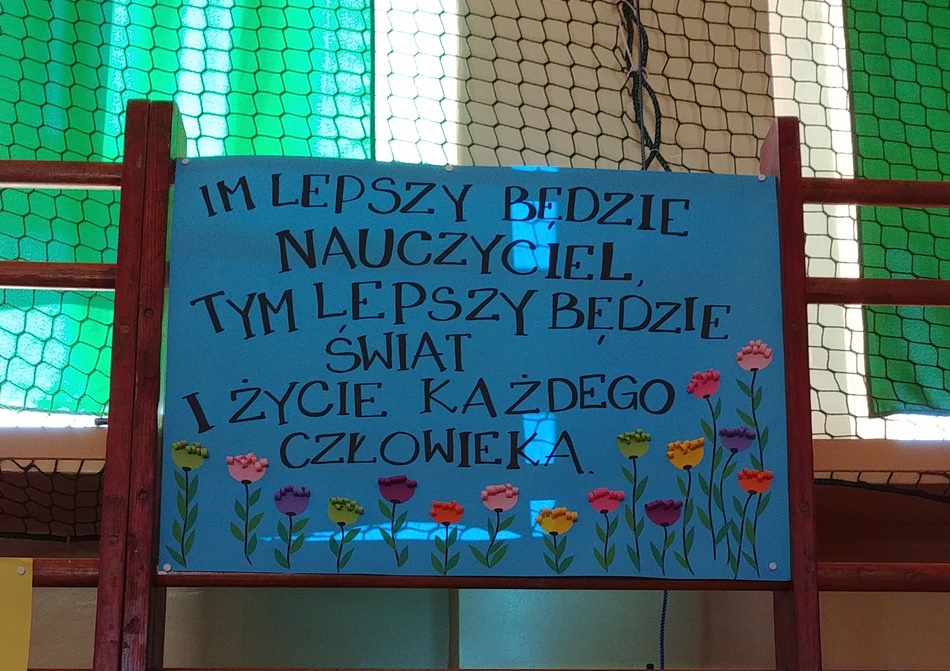 IM LEPSZY BĘDZIE
NAUCZYCIEL,
TYM LEPSZY BĘDZIE
ŚWIAT
I ŻYCIE KAŻDEGO
CZŁOWIEKA.